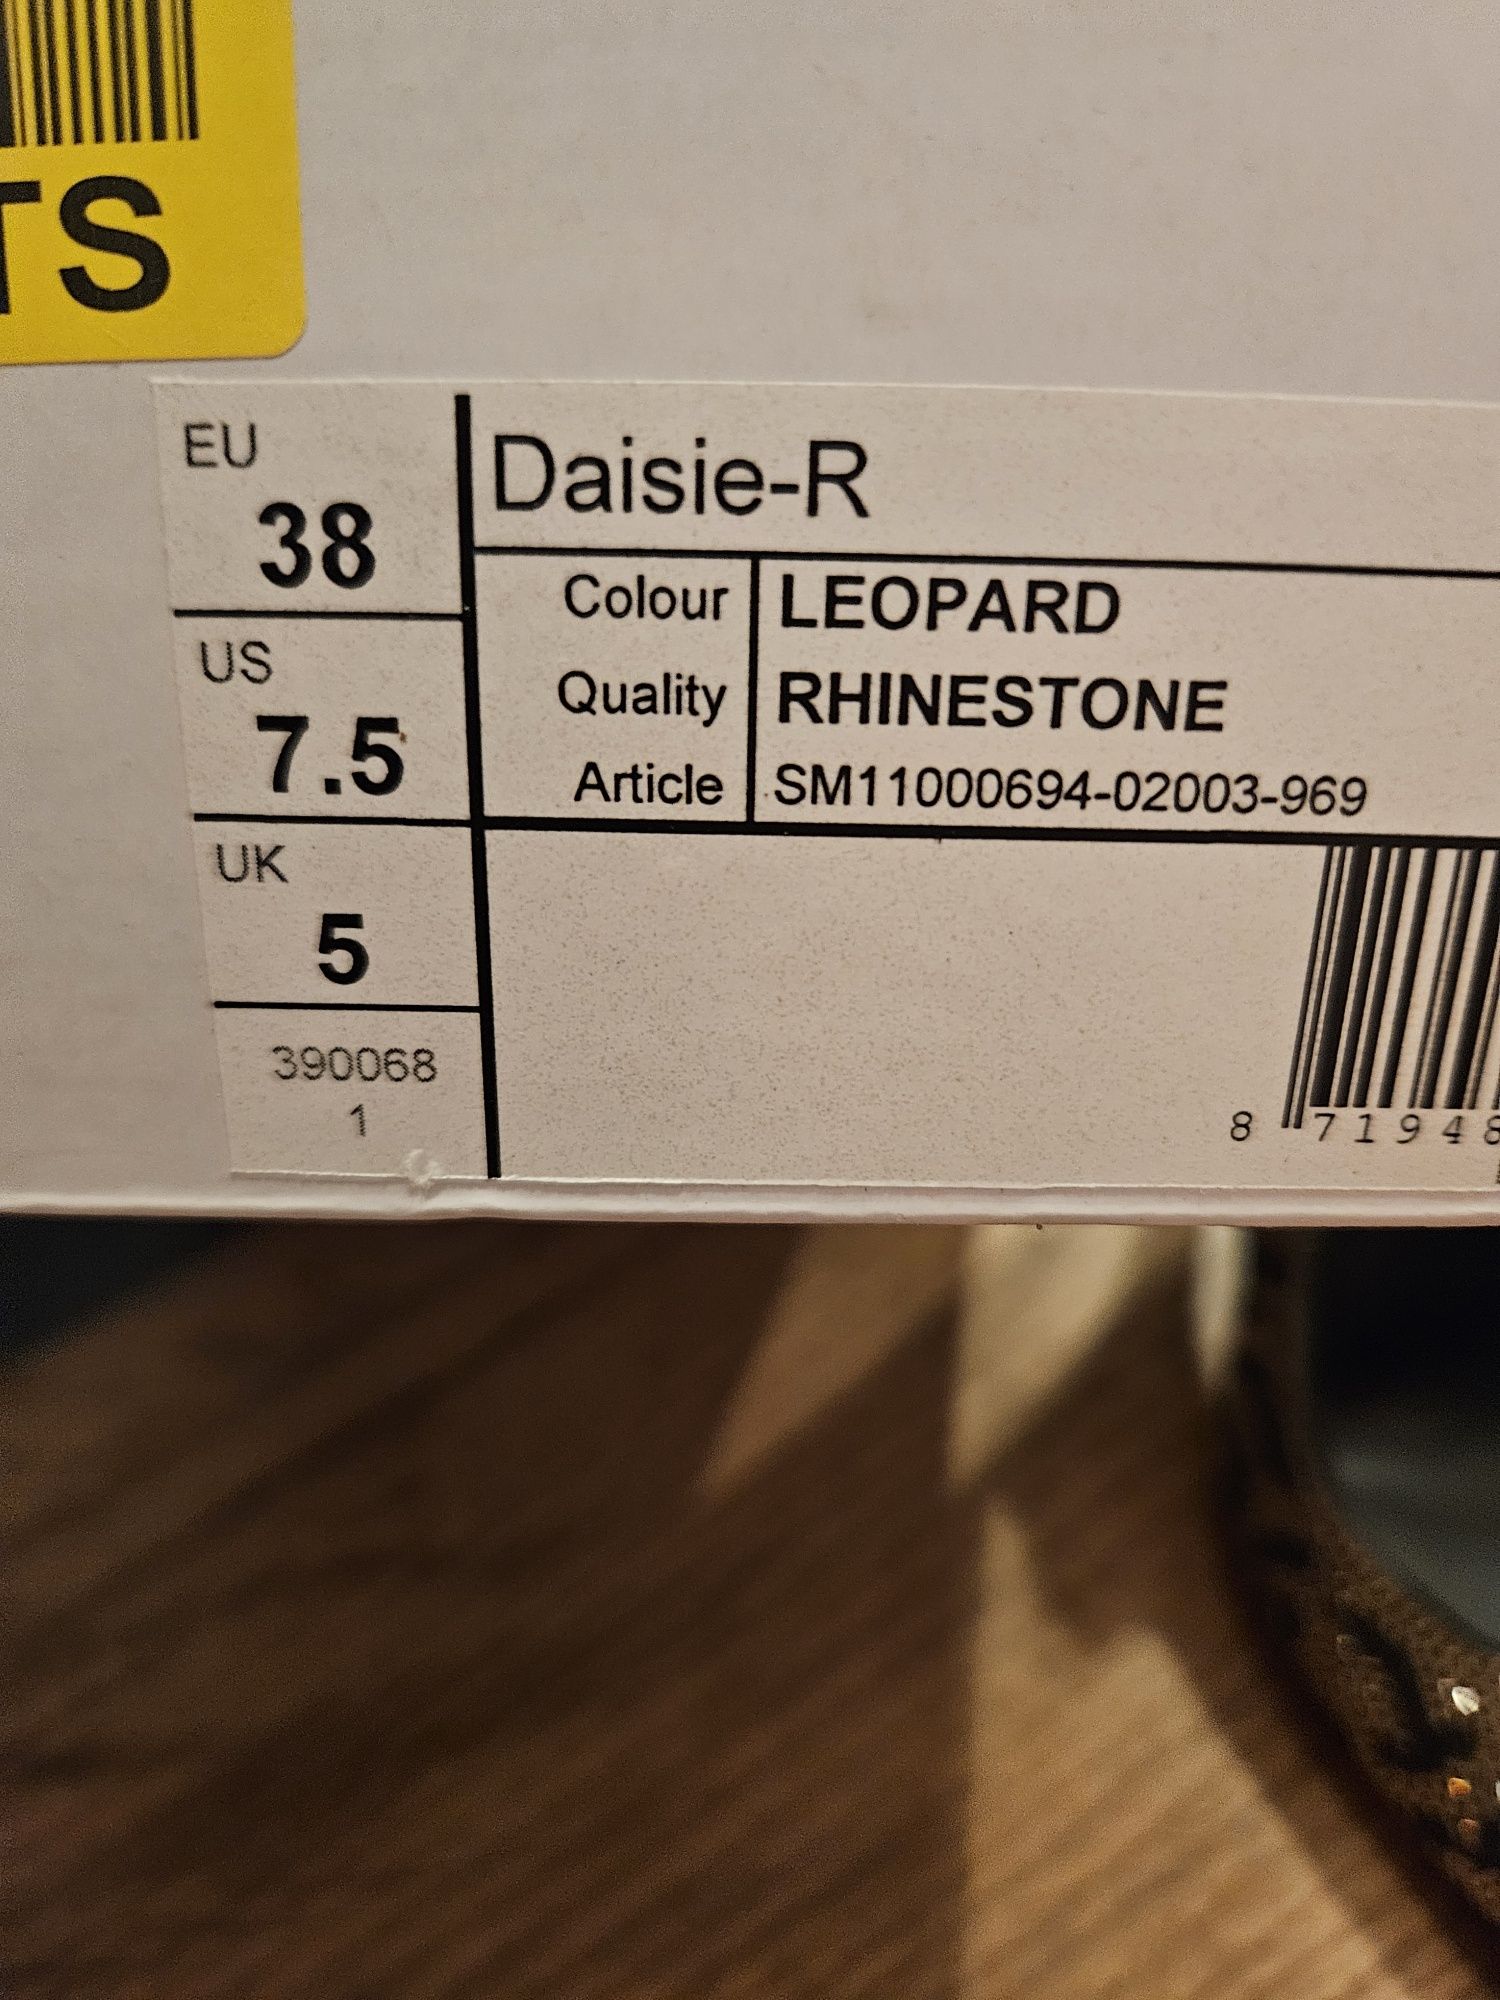 TS
EU
38
Daisie-R
Colour LEOPARD
Quality RHINESTONE
Article SM11000694-02003-969
US
7.5
UK
5
390068
1
8 71948